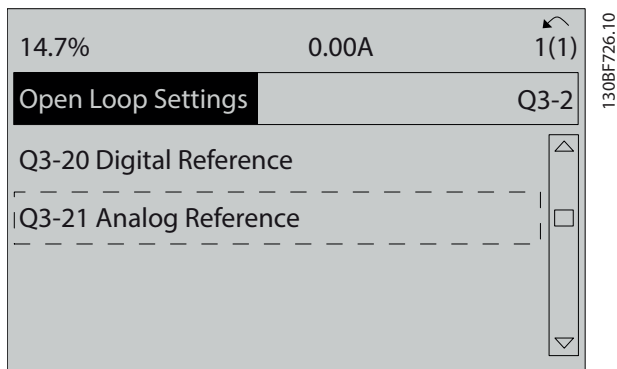 14.7% 0.00A 1(1)
Open Loop Settings Q3-2
Q3-20 Digital Reference
Q3-21 Analog Reference
130BF726.10